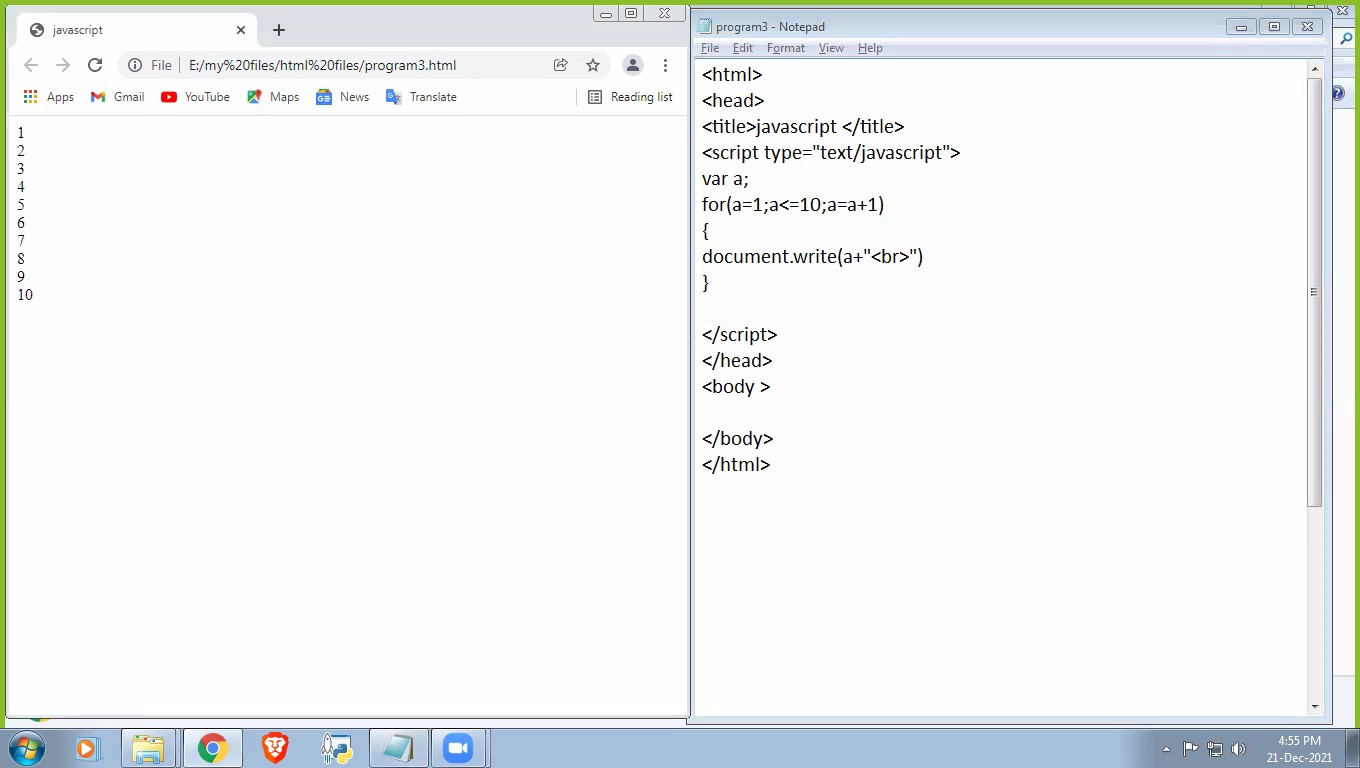 javascript
File E:/my%20files/html%20files/program3.html
Apps Gmail YouTube Maps News Translate Reading list
1
2
3
4
5
6
7
8
9
10
program3 - Notepad
File Edit Format View Help
<html>
<head>
<title>javascript </title>
<script type="text/javascript">
var a;
for(a=1;a<=10;a=a+1)
{
document.write(a+"<br>")
}
</script>
</head>
<body >
</body>
</html>
4:55 PM
21-Dec-2021